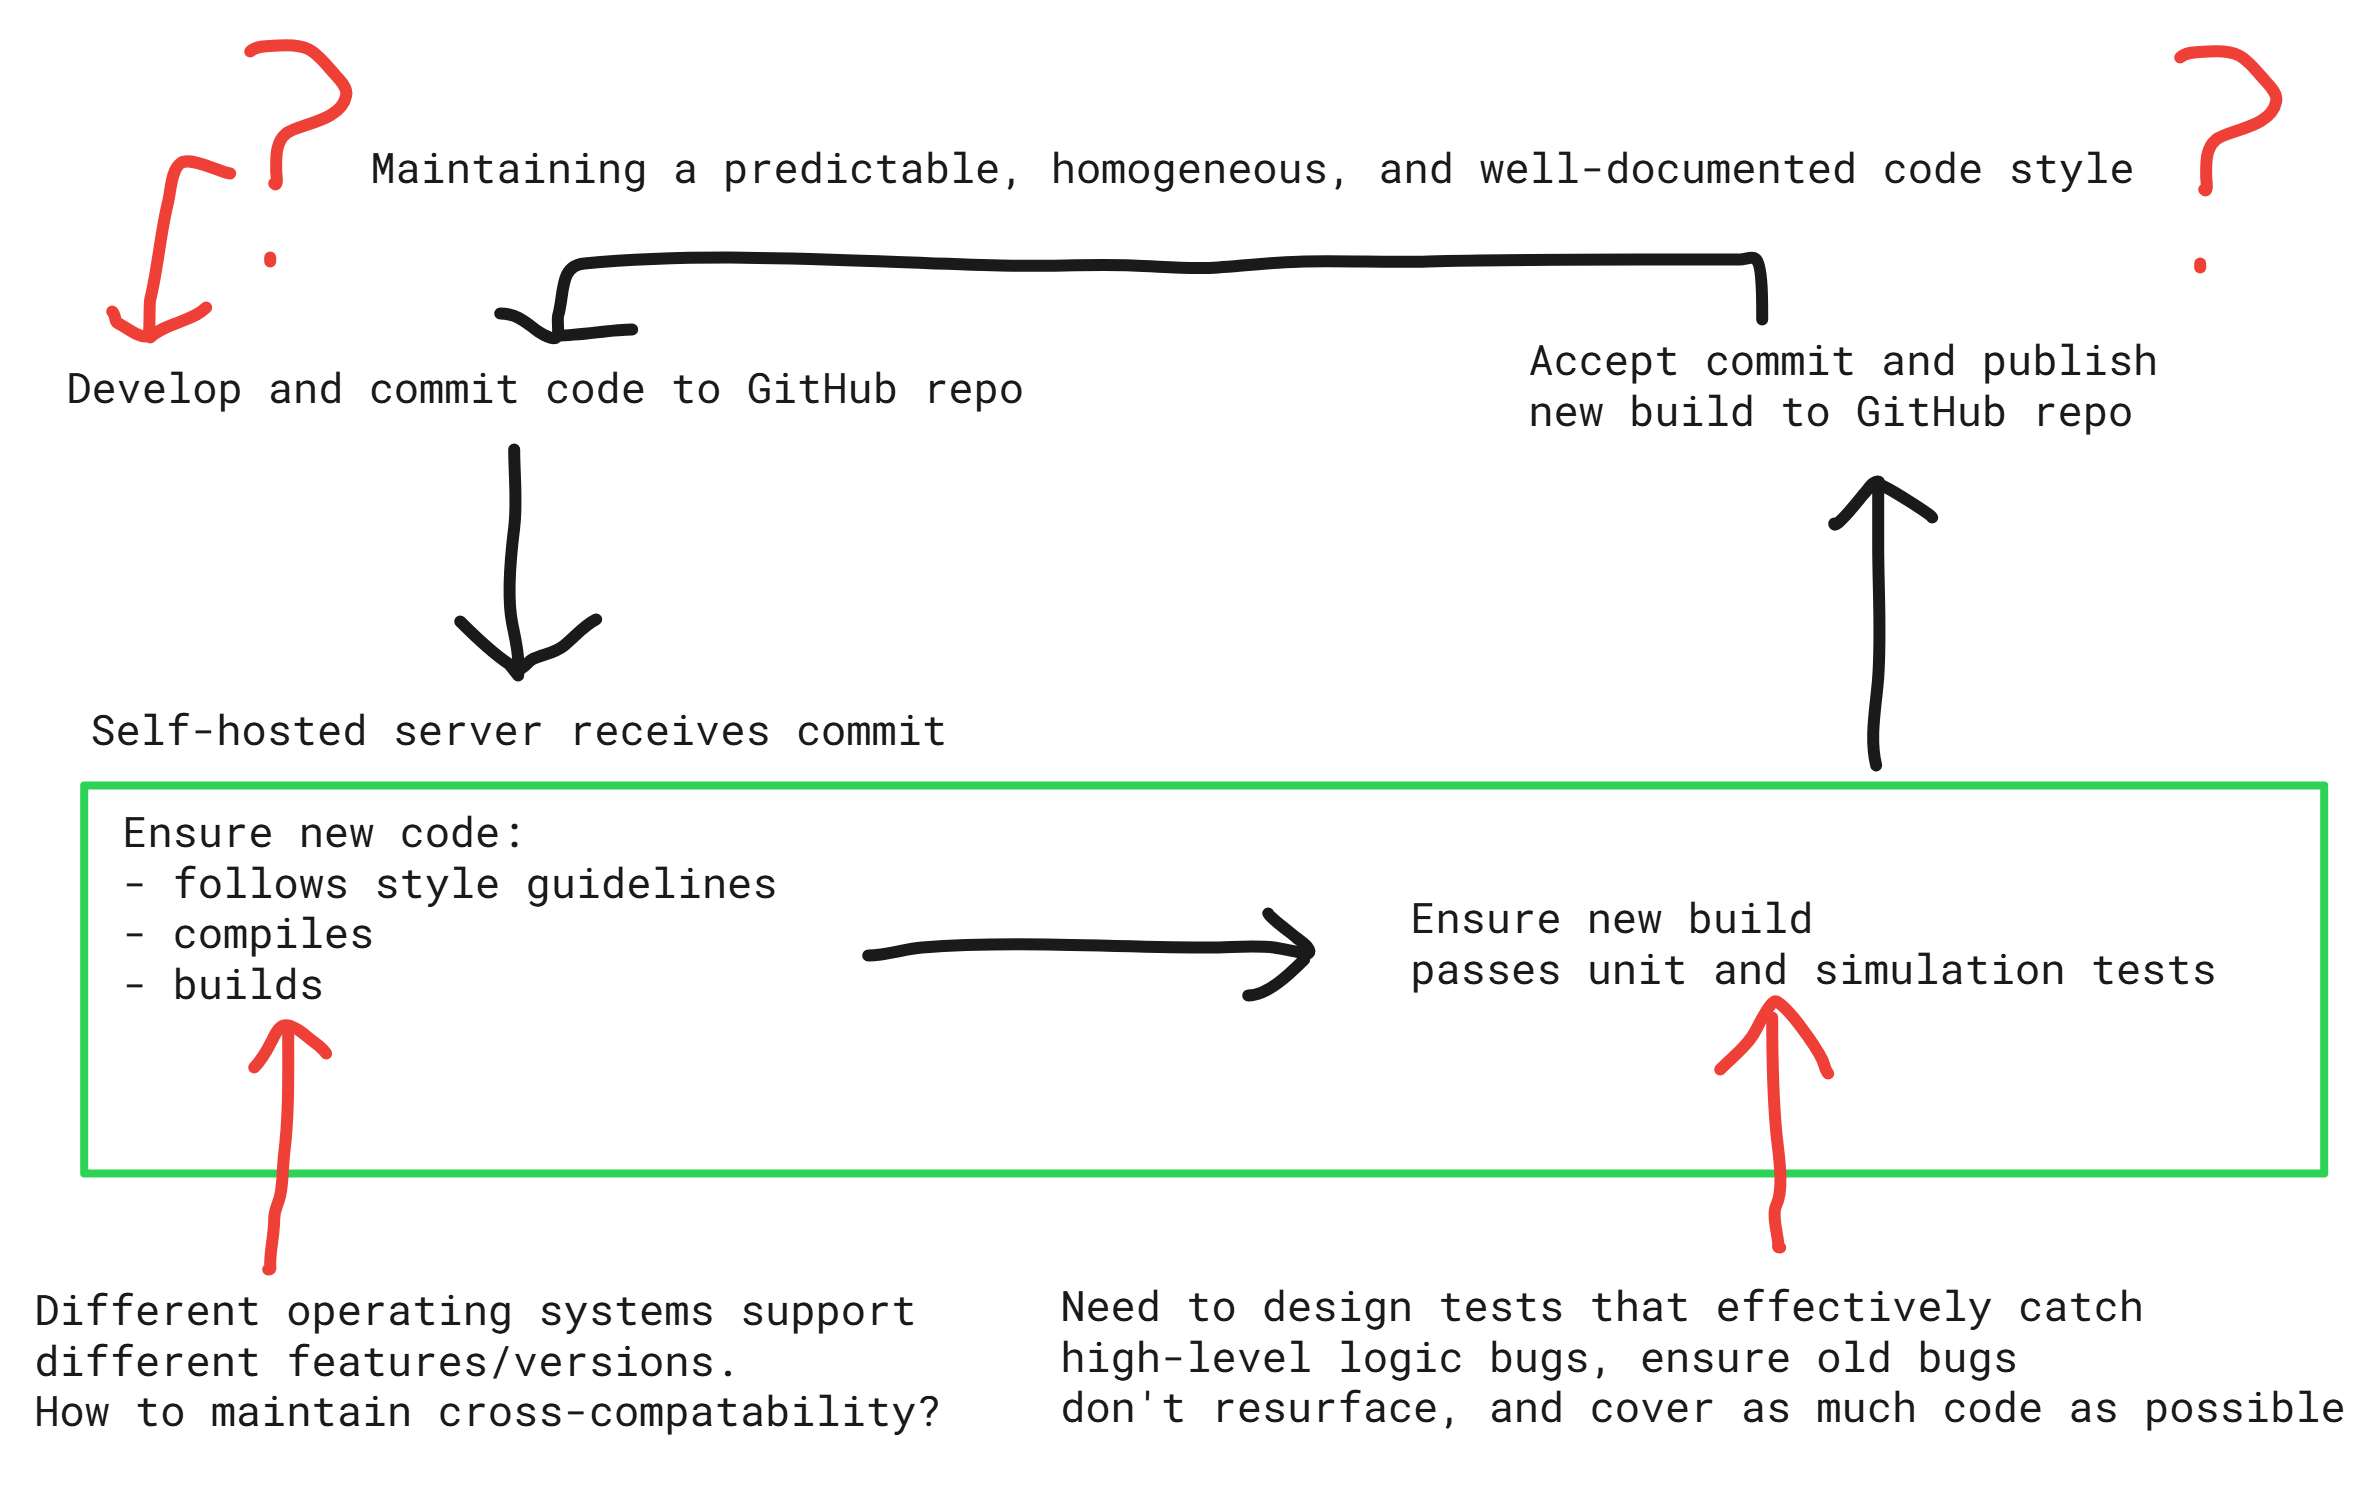 Maintaining a predictable, homogeneous, and well-documented code style
Develop and commit code to GitHub repo
Accept commit and publish
new build to GitHub repo
Self-hosted server receives commit
Ensure new code:
- follows style guidelines
- compiles
- builds
Ensure new build
passes unit and simulation tests
Different operating systems support
different features/versions.
How to maintain cross-compatability?
Need to design tests that effectively catch
high-level logic bugs, ensure old bugs
don't resurface, and cover as much code as possible